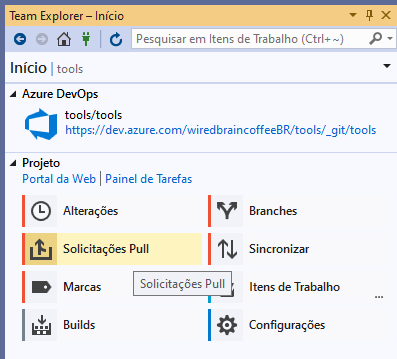 Team Explorer – Início
Pesquisar em Itens de Trabalho (Ctrl+~)
Início | tools
Azure DevOps
tools/tools
https://dev.azure.com/wiredbraincoffeeBR/tools/_git/tools
Projeto
Portal da Web | Painel de Tarefas
Alterações Branches
Solicitações Pull Sincronizar
Solicitações Pull
Marcas Itens de Trabalho ...
Builds Configurações